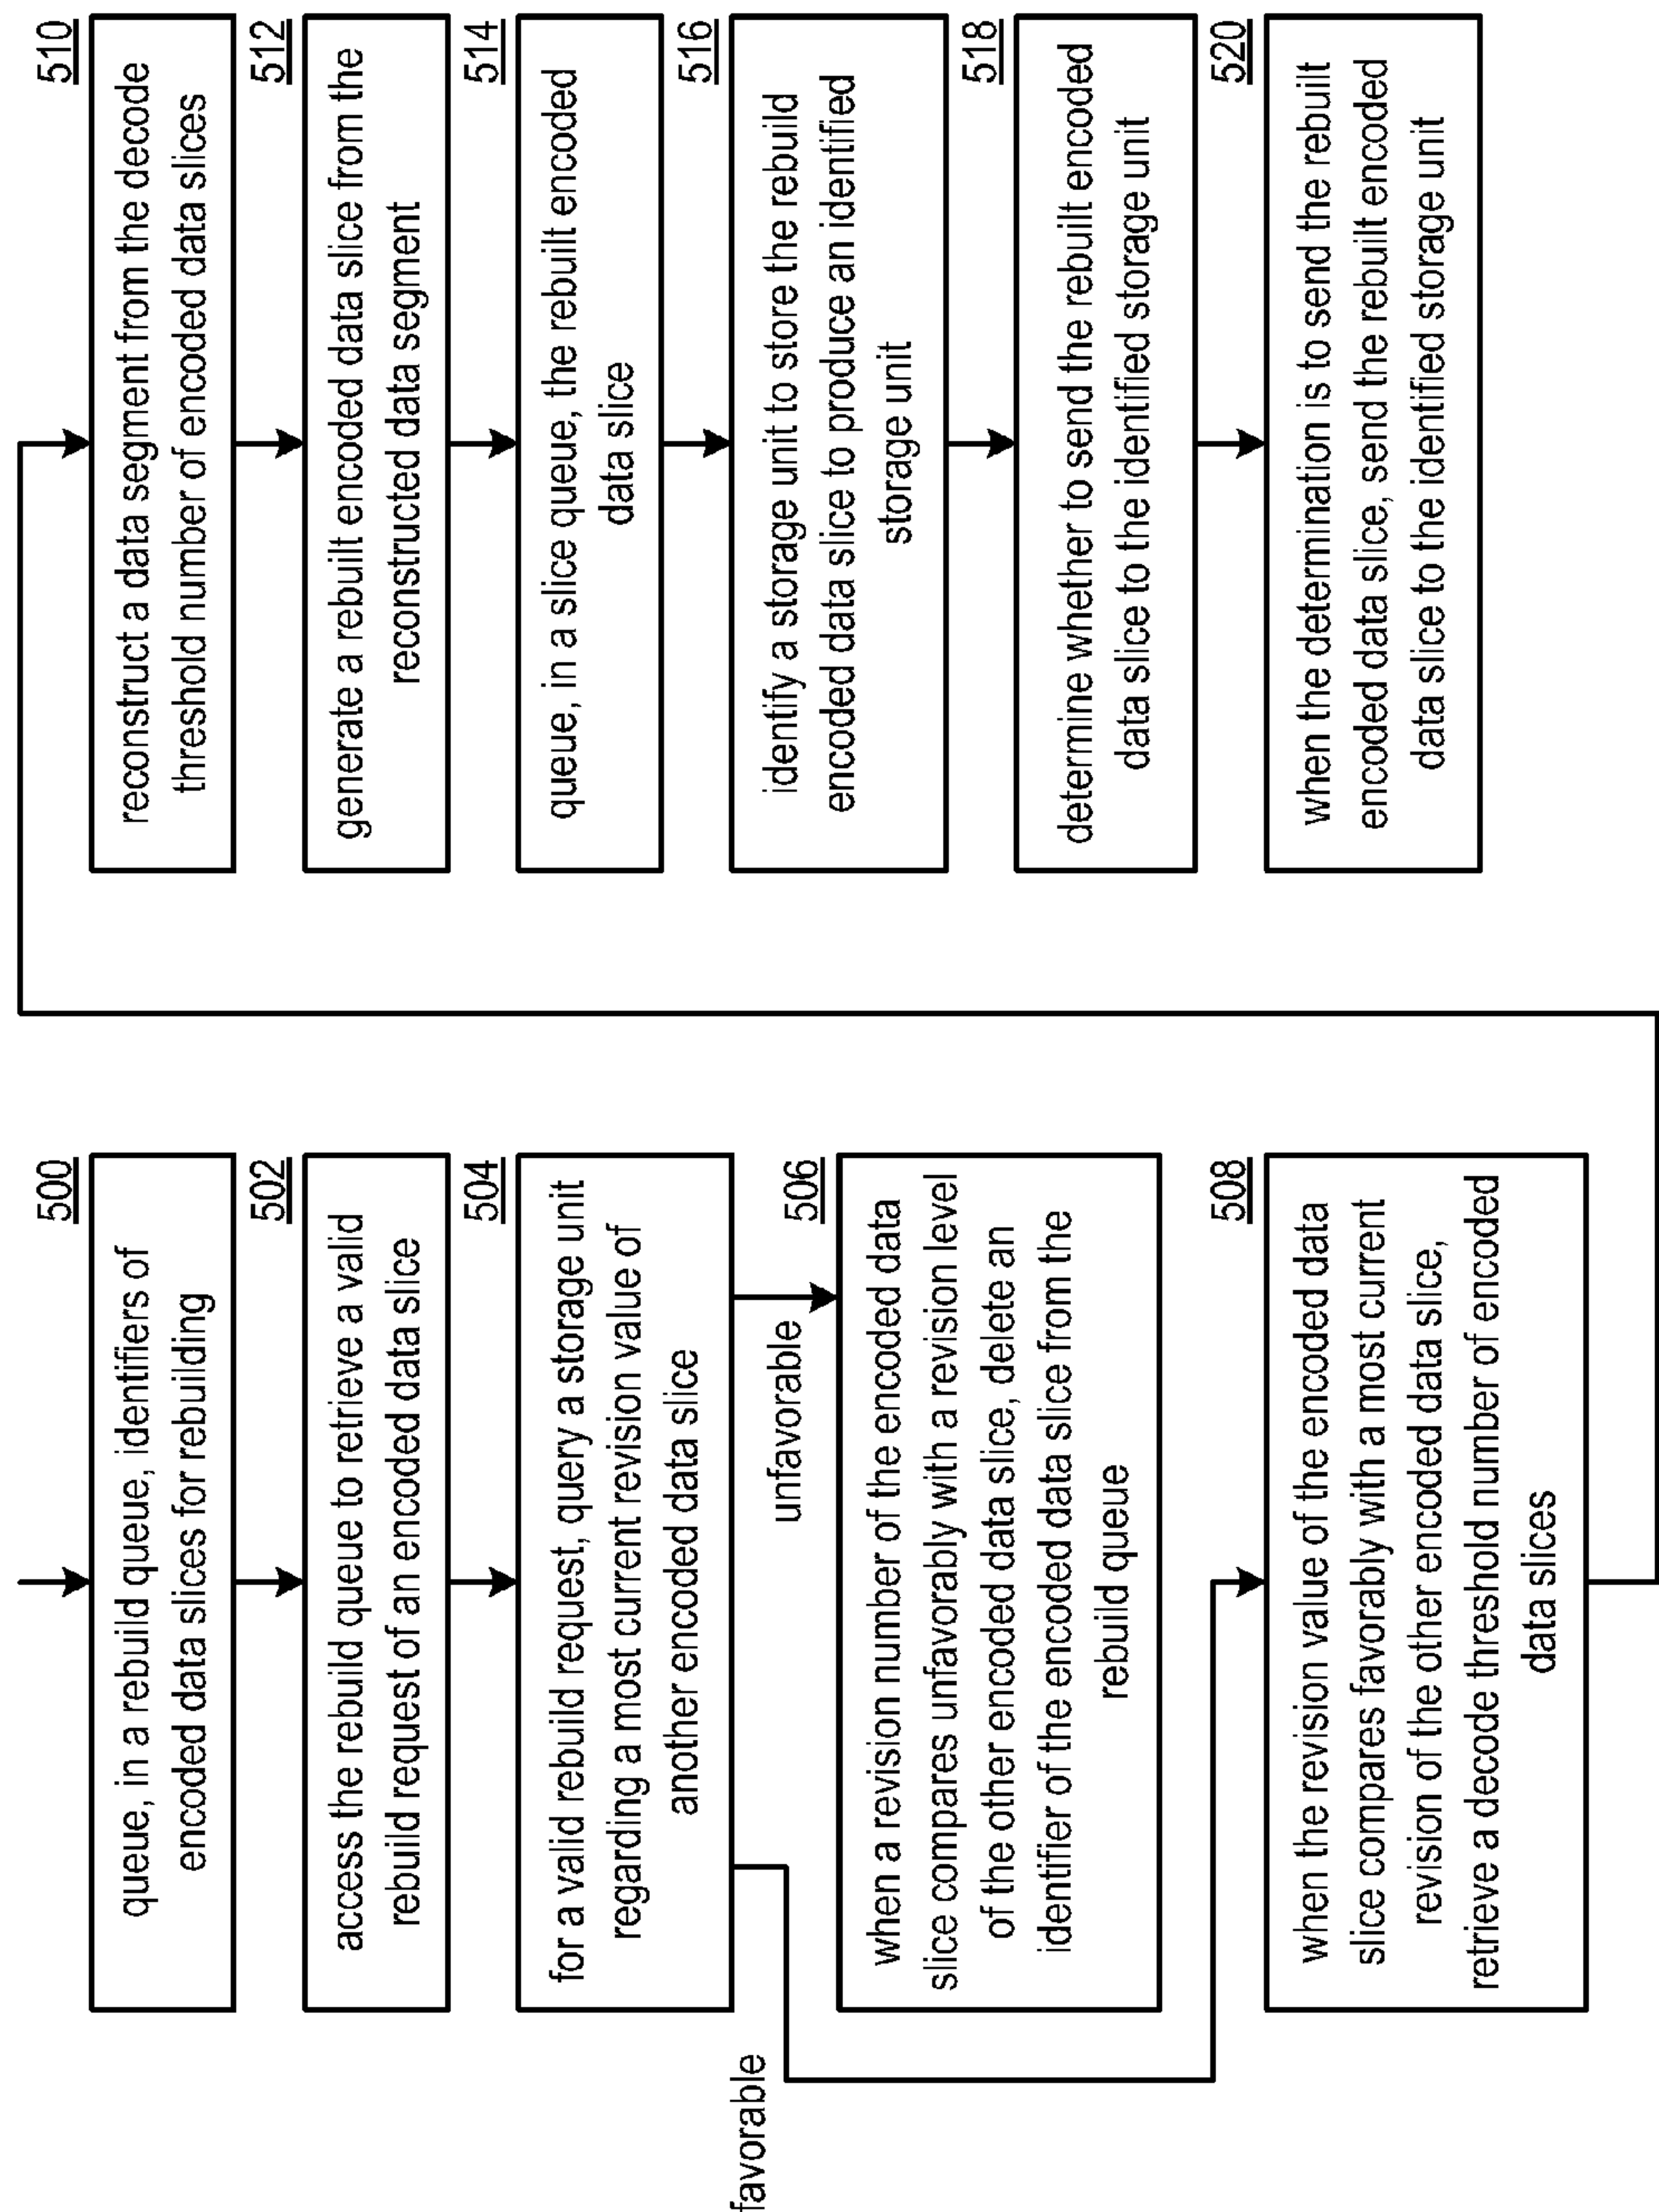 500
queue, in a rebuild queue, identifiers of
encoded data slices for rebuilding
502
access the rebuild queue to retrieve a valid
rebuild request of an encoded data slice
504
for a valid rebuild request, query a storage unit
regarding a most current revision value of
another encoded data slice
unfavorable
favorable
506
when a revision number of the encoded data
slice compares unfavorably with a revision level
of the other encoded data slice, delete an
identifier of the encoded data slice from the
rebuild queue
508
when the revision value of the encoded data
slice compares favorably with a most current
revision of the other encoded data slice,
retrieve a decode threshold number of encoded
data slices
510
reconstruct a data segment from the decode
threshold number of encoded data slices
512
generate a rebuilt encoded data slice from the
reconstructed data segment
514
queue, in a slice queue, the rebuilt encoded
data slice
516
identify a storage unit to store the rebuild
encoded data slice to produce an identified
storage unit
518
determine whether to send the rebuilt encoded
data slice to the identified storage unit
520
when the determination is to send the rebuilt
encoded data slice, send the rebuilt encoded
data slice to the identified storage unit